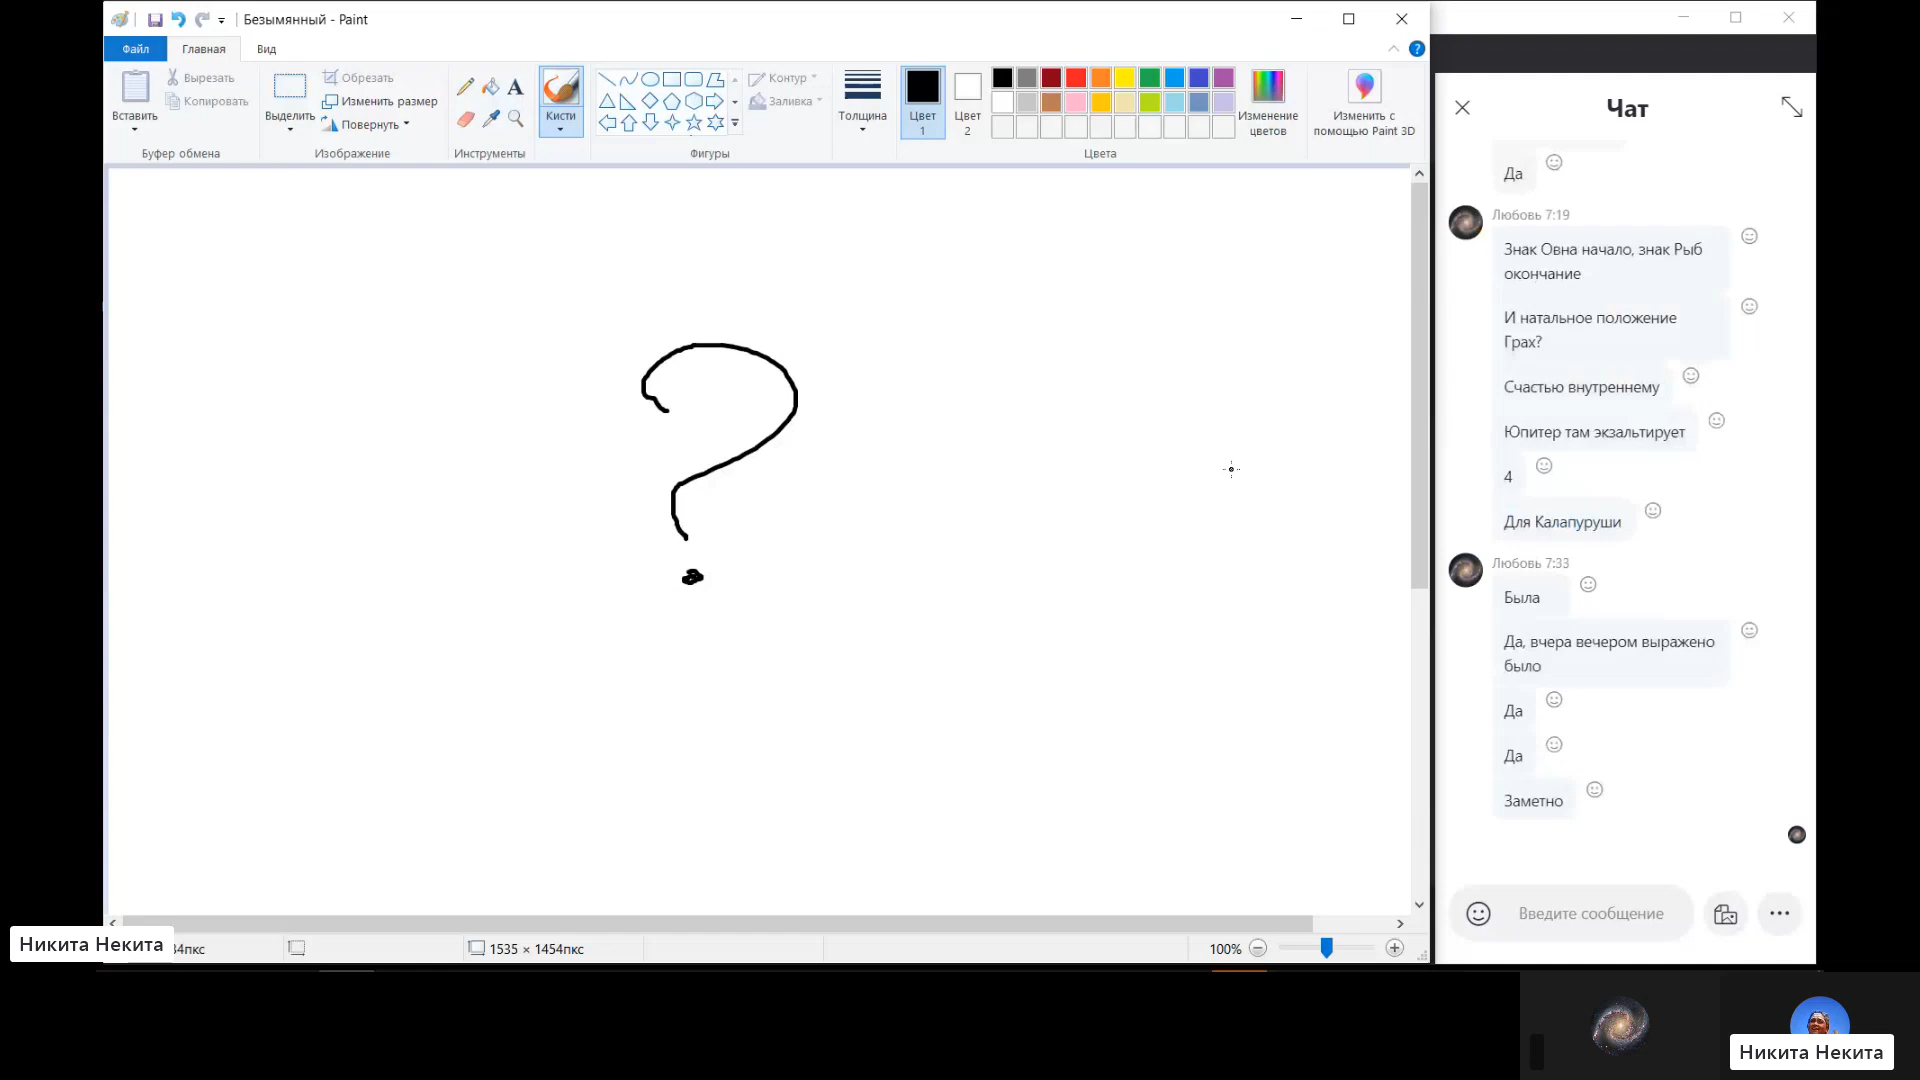 Безымянный - Paint
Файл
Главная
Вид
?
Вставить
Вырезать
Копировать
Буфер обмена
Выделить
Обрезать
Изменить размер
Повернуть
Изображение
A
Инструменты
Кисти
Контур
Заливка
Фигуры
Толщина
Цвет
1
Цвет
2
Изменение
цветов
Цвета
Изменить с
помощью Paint 3D
?
Чат
Да
Любовь 7:19
Знак Овна начало, знак Рыб
окончание
И натальное положение
Грах?
Счастью внутреннему
Юпитер там экзальтирует
4
Для Калапуруши
Любовь 7:33
Была
Да, вчера вечером выражено
было
Да
Да
Заметно
Введите сообщение
Никита Некита
4пкс
1535 × 1454пкс
100%
Никита Некита